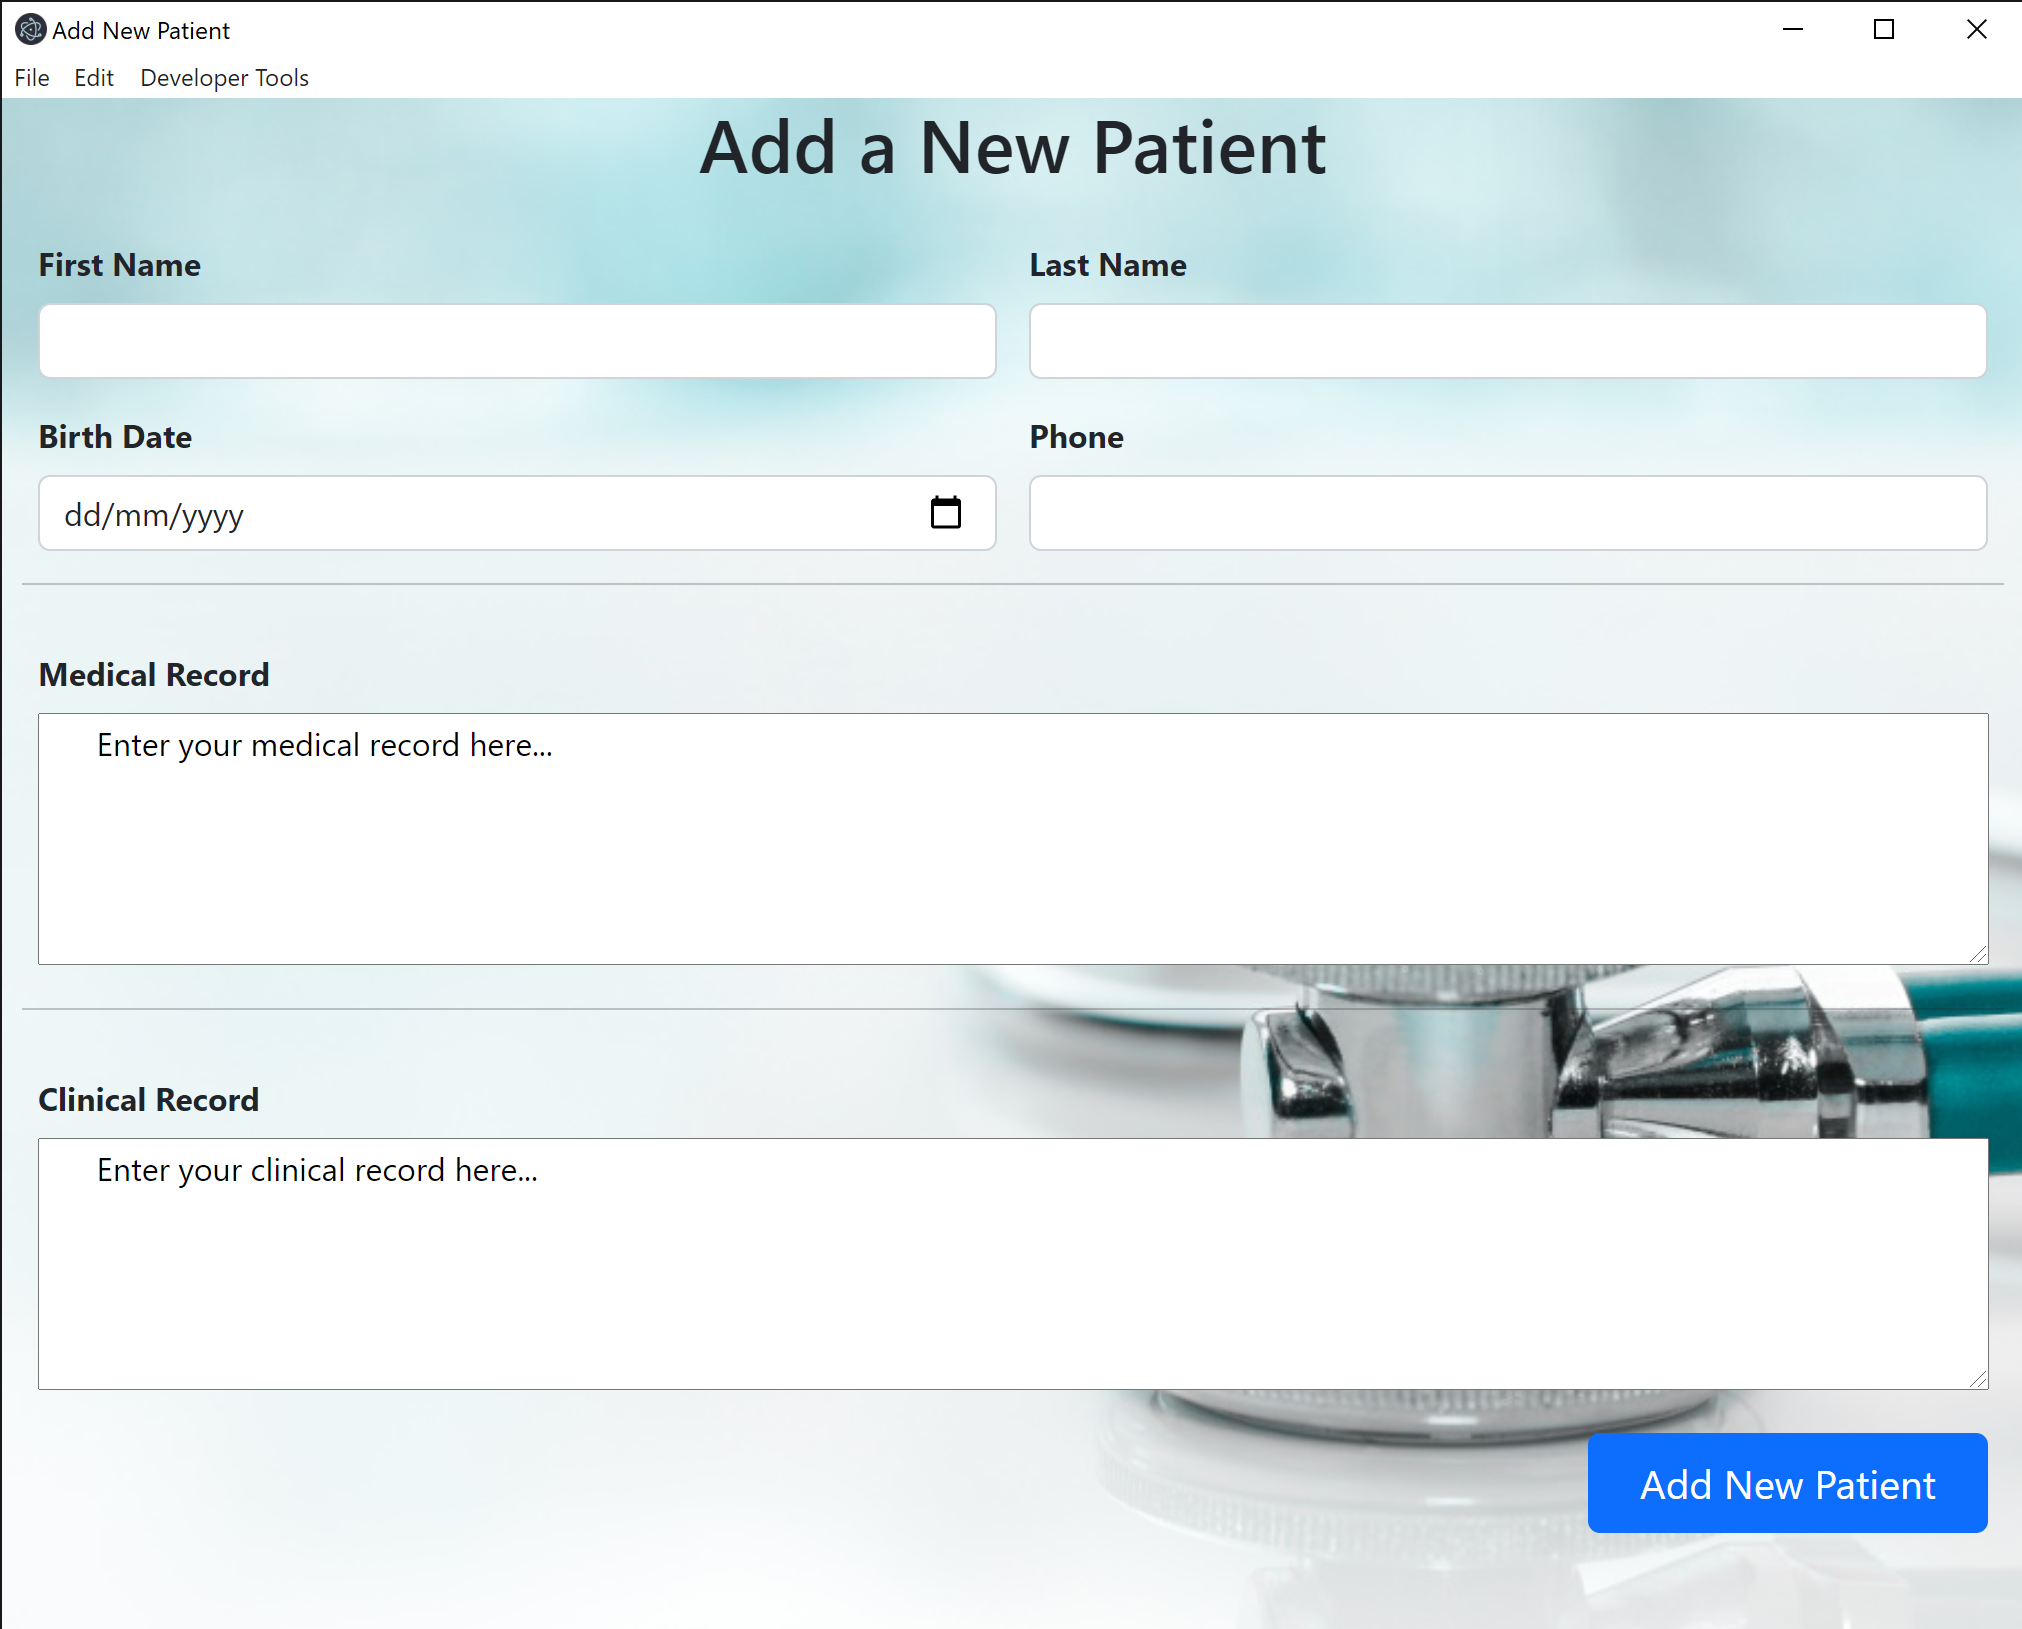 Add New Patient
File Edit Developer Tools
Add a New Patient
First Name Last Name
Birth Date Phone
dd/mm/yyyy
Medical Record
Enter your medical record here...
Clinical Record
Enter your clinical record here...
Add New Patient